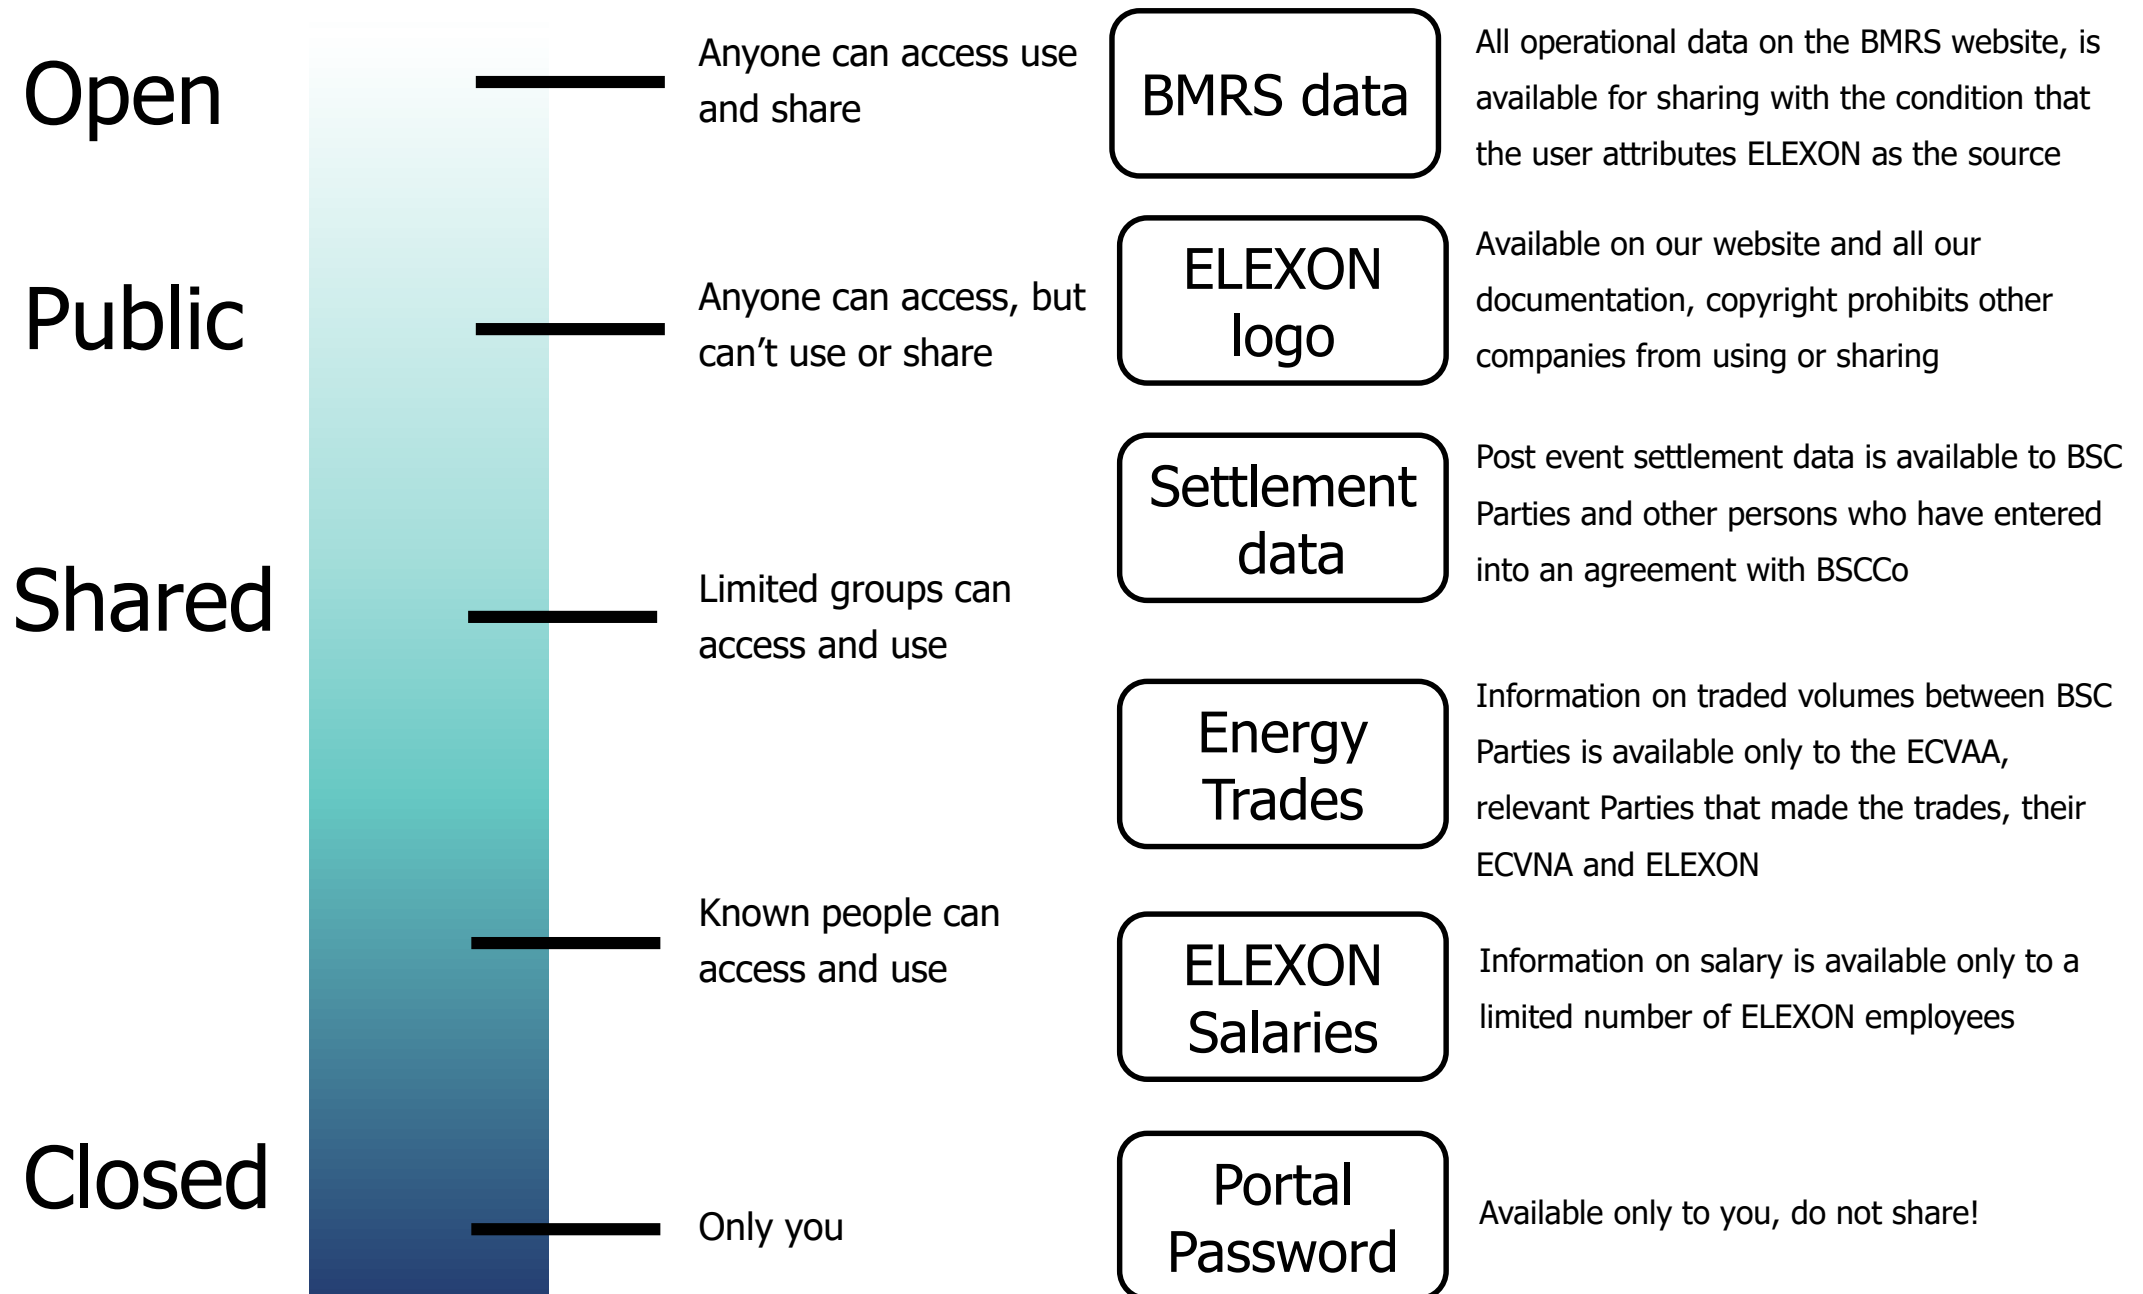 Open
Anyone can access use
and share
BMRS data
All operational data on the BMRS website, is
available for sharing with the condition that
the user attributes ELEXON as the source
Public
Anyone can access, but
can’t use or share
ELEXON
logo
Available on our website and all our
documentation, copyright prohibits other
companies from using or sharing
Shared
Limited groups can
access and use
Settlement
data
Post event settlement data is available to BSC
Parties and other persons who have entered
into an agreement with BSCCo
Energy
Trades
Information on traded volumes between BSC
Parties is available only to the ECVAA,
relevant Parties that made the trades, their
ECVNA and ELEXON
Known people can
access and use
ELEXON
Salaries
Information on salary is available only to a
limited number of ELEXON employees
Closed
Only you
Portal
Password
Available only to you, do not share!